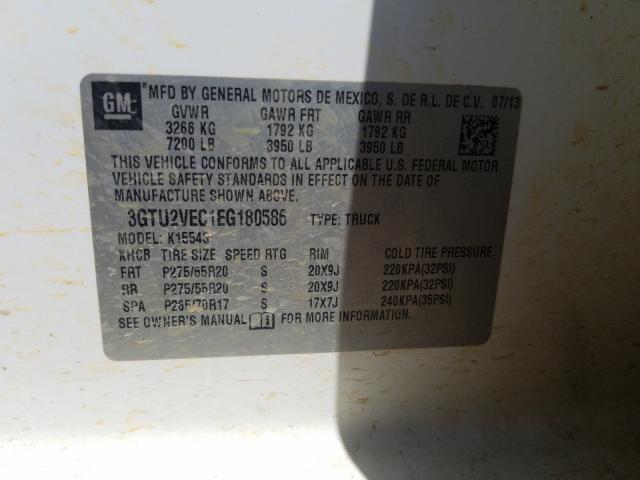 GM
*MFD BY GENERAL MOTORS DE MEXICO, S. DE R.L. DE C.V. 07/13
GVWR GAWR FRT GAWR RR
3266 KG 1792 KG 1792 KG
7200 LB 3950 LB 3950 LB
THIS VEHICLE CONFORMS TO ALL APPLICABLE U.S. FEDERAL MOTOR
VEHICLE SAFETY STANDARDS IN EFFECT ON THE DATE OF
MANUFACTURE SHOWN ABOVE.
3GTU2VEC1EG180586 TYPE: TRUCK
MODEL: K15543
KHCB TIRE SIZE SPEED RTG RIM COLD TIRE PRESSURE
FRT P275/55R20 S 20X9J 220KPA(32PSI)
RR P275/55R20 S 20X9J 220KPA(32PSI)
SPA P265/70R17 S 17X7J 240KPA(35PSI)
SEE OWNER'S MANUAL FOR MORE INFORMATION.